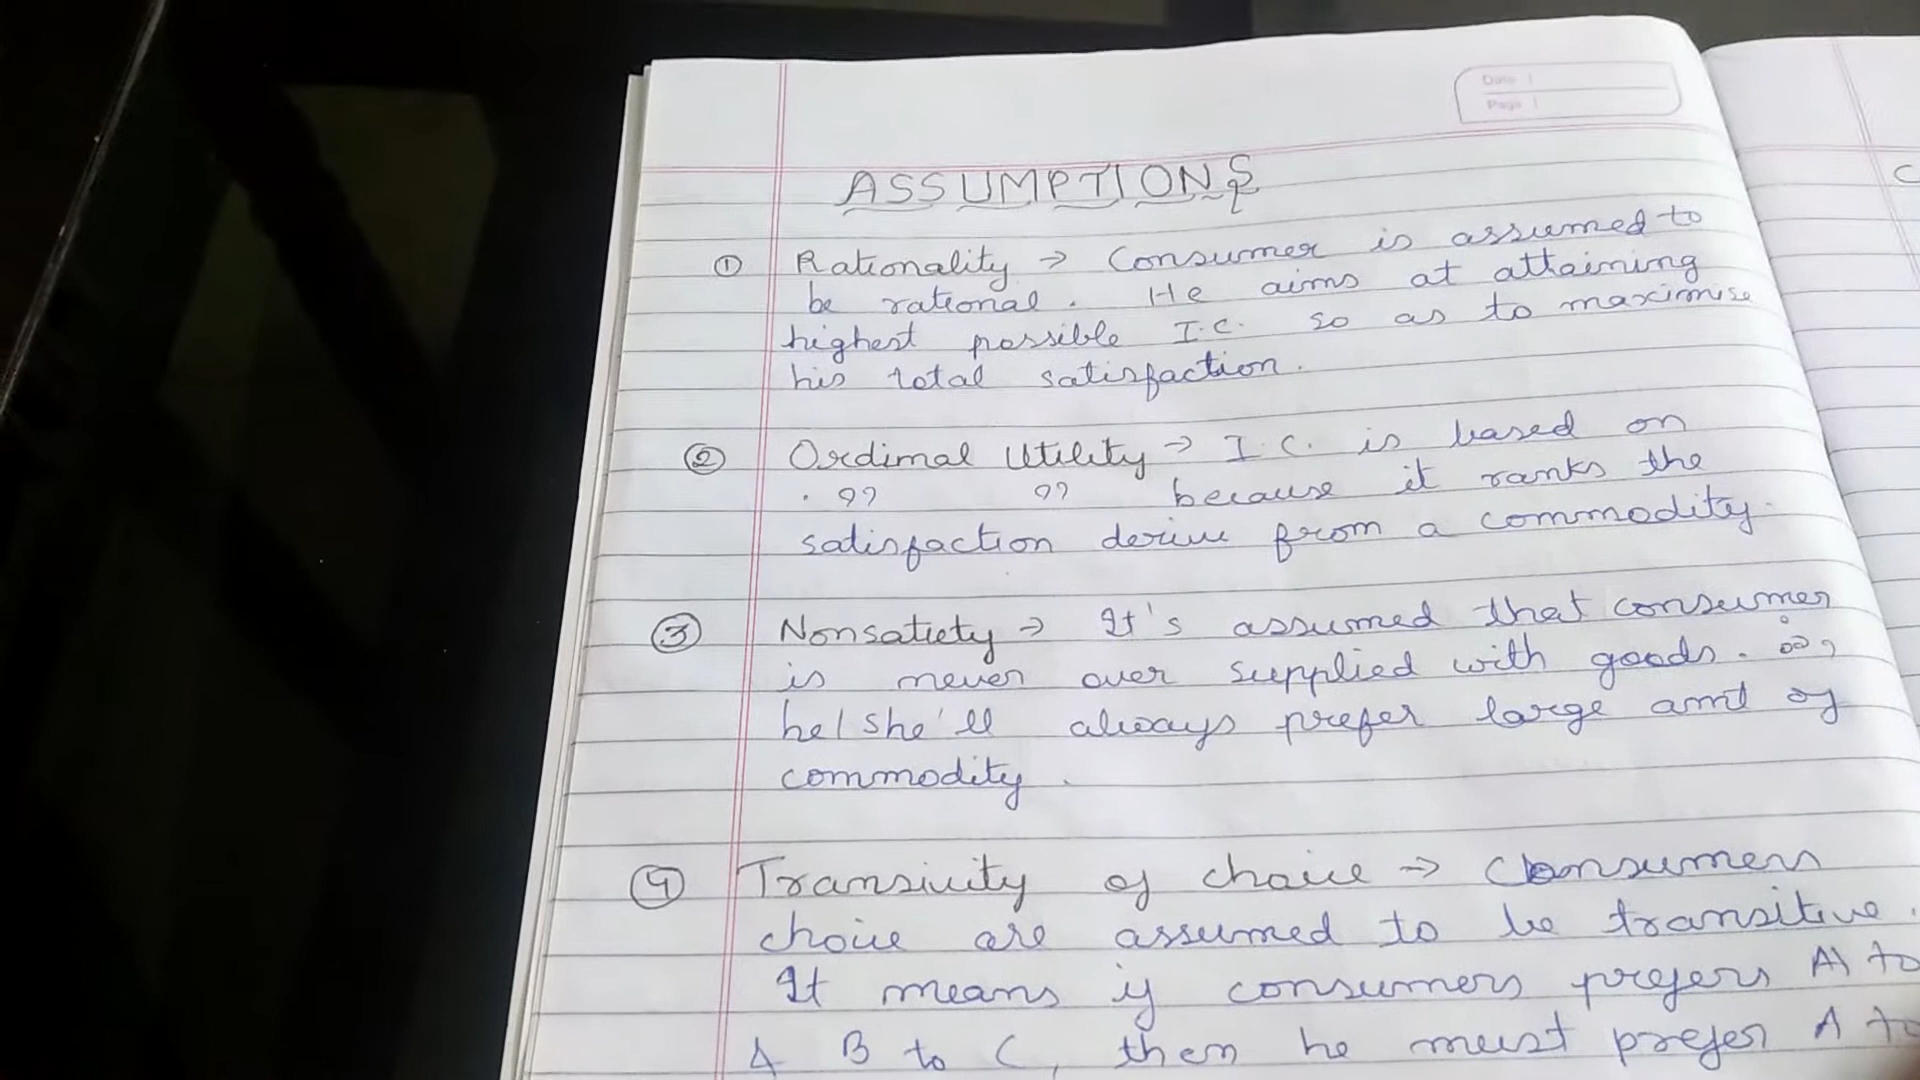 Date
Page
ASSUMPTIONS
① Rationality → Consumer is assumed to
be rational. He aims at attaining
highest possible I.C. so as to maximise
his total satisfaction.
② Ordinal Utility → I.C. is based on
" " because it ranks the
satisfaction derive from a commodity.
③ Nonsatiety → It's assumed that consumer
is never over supplied with goods.
he/she'll always prefer large amt of
commodity.
④ Transivity of choice → Consumers
choice are assumed to be transitive.
It means if consumers prefers A to
& B to C, then he must prefer A to
C